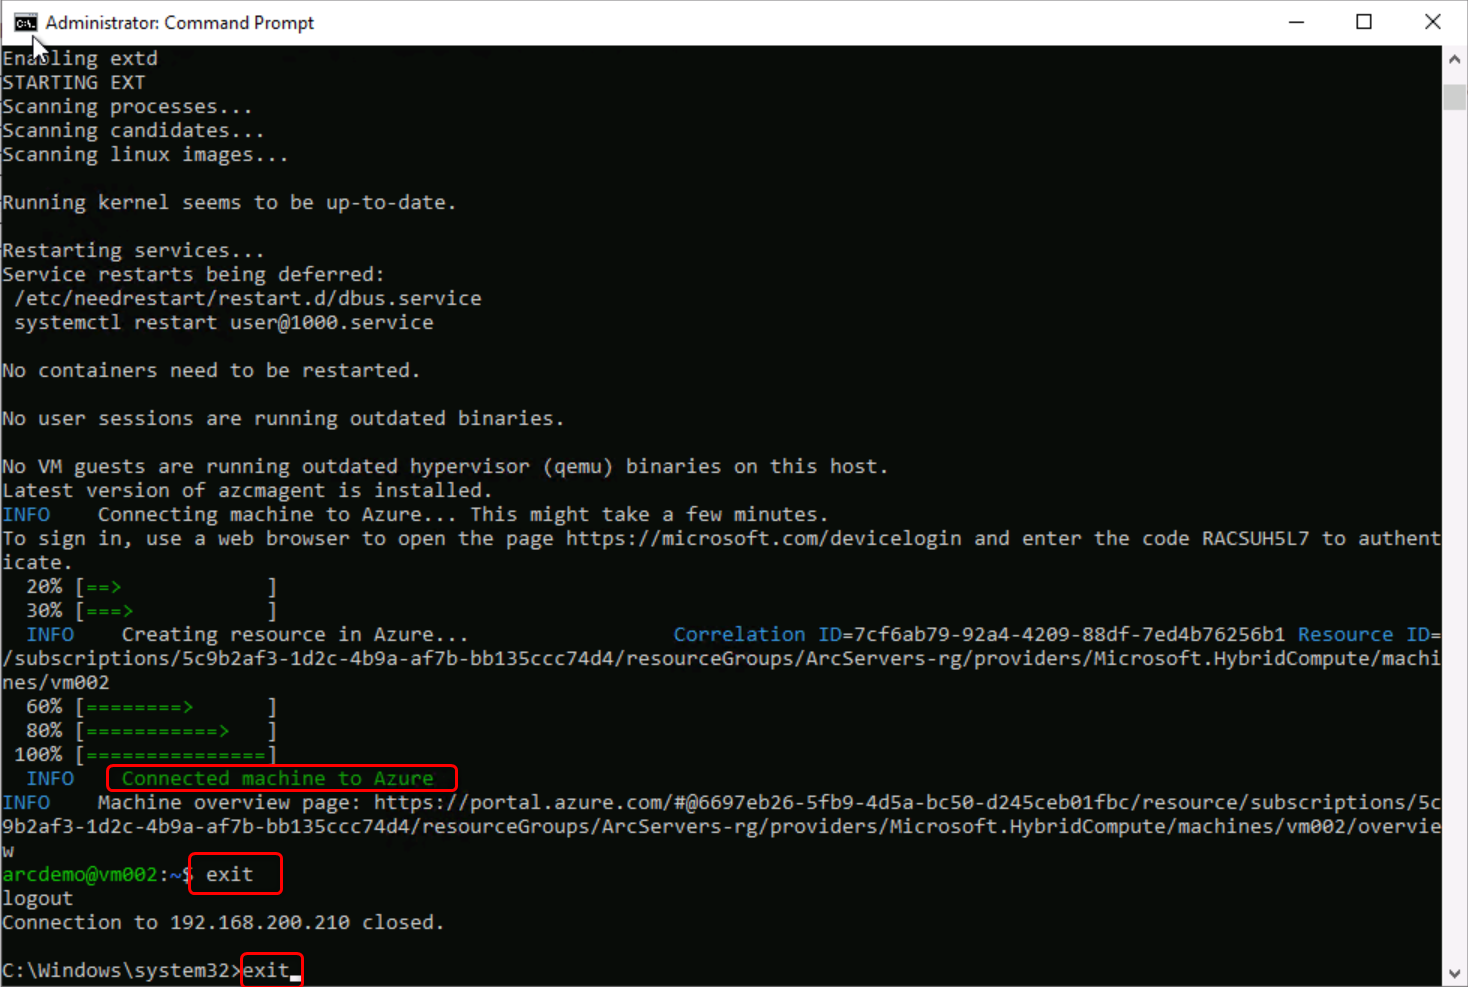 Administrator: Command Prompt
Enabling extd
STARTING EXT
Scanning processes...
Scanning candidates...
Scanning linux images...
Running kernel seems to be up-to-date.
Restarting services...
Service restarts being deferred:
 /etc/needrestart/restart.d/dbus.service
 systemctl restart user@1000.service
No containers need to be restarted.
No user sessions are running outdated binaries.
No VM guests are running outdated hypervisor (qemu) binaries on this host.
Latest version of azcmagent is installed.
INFO    Connecting machine to Azure... This might take a few minutes.
To sign in, use a web browser to open the page https://microsoft.com/devicelogin and enter the code RACSUH5L7 to authent
icate.
  20% [==>            ]
  30% [===>           ]
  INFO    Creating resource in Azure...                 Correlation ID=7cf6ab79-92a4-4209-88df-7ed4b76256b1 Resource ID=
/subscriptions/5c9b2af3-1d2c-4b9a-af7b-bb135ccc74d4/resourceGroups/ArcServers-rg/providers/Microsoft.HybridCompute/machi
nes/vm002
  60% [========>      ]
  80% [===========>   ]
 100% [===============]
  INFO    Connected machine to Azure
INFO    Machine overview page: https://portal.azure.com/#@6697eb26-5fb9-4d5a-bc50-d245ceb01fbc/resource/subscriptions/5c
9b2af3-1d2c-4b9a-af7b-bb135ccc74d4/resourceGroups/ArcServers-rg/providers/Microsoft.HybridCompute/machines/vm002/overvie
w
arcdemo@vm002:~$ exit
logout
Connection to 192.168.200.210 closed.
C:\Windows\system32>exit